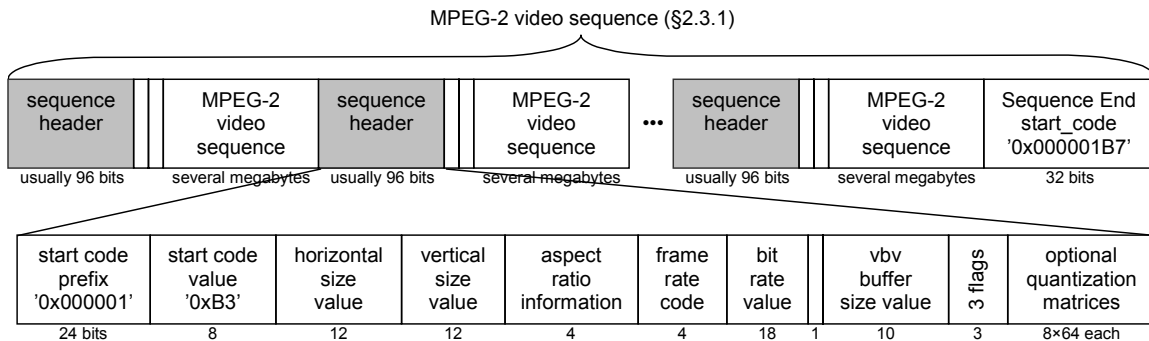 MPEG-2 video sequence (§2.3.1)
sequence
header
MPEG-2
video
sequence
sequence
header
MPEG-2
video
sequence
•••
sequence
header
MPEG-2
video
sequence
Sequence End
start_code
'0x000001B7'
usually 96 bits
several megabytes
usually 96 bits
several megabytes
usually 96 bits
several megabytes
32 bits
start code
prefix
'0x000001'
start code
value
'0xB3'
horizontal
size
value
vertical
size
value
aspect
ratio
information
frame
rate
code
bit
rate
value
vbv
buffer
size value
3 flags
optional
quantization
matrices
24 bits
8
12
12
4
4
18
1
10
3
8×64 each